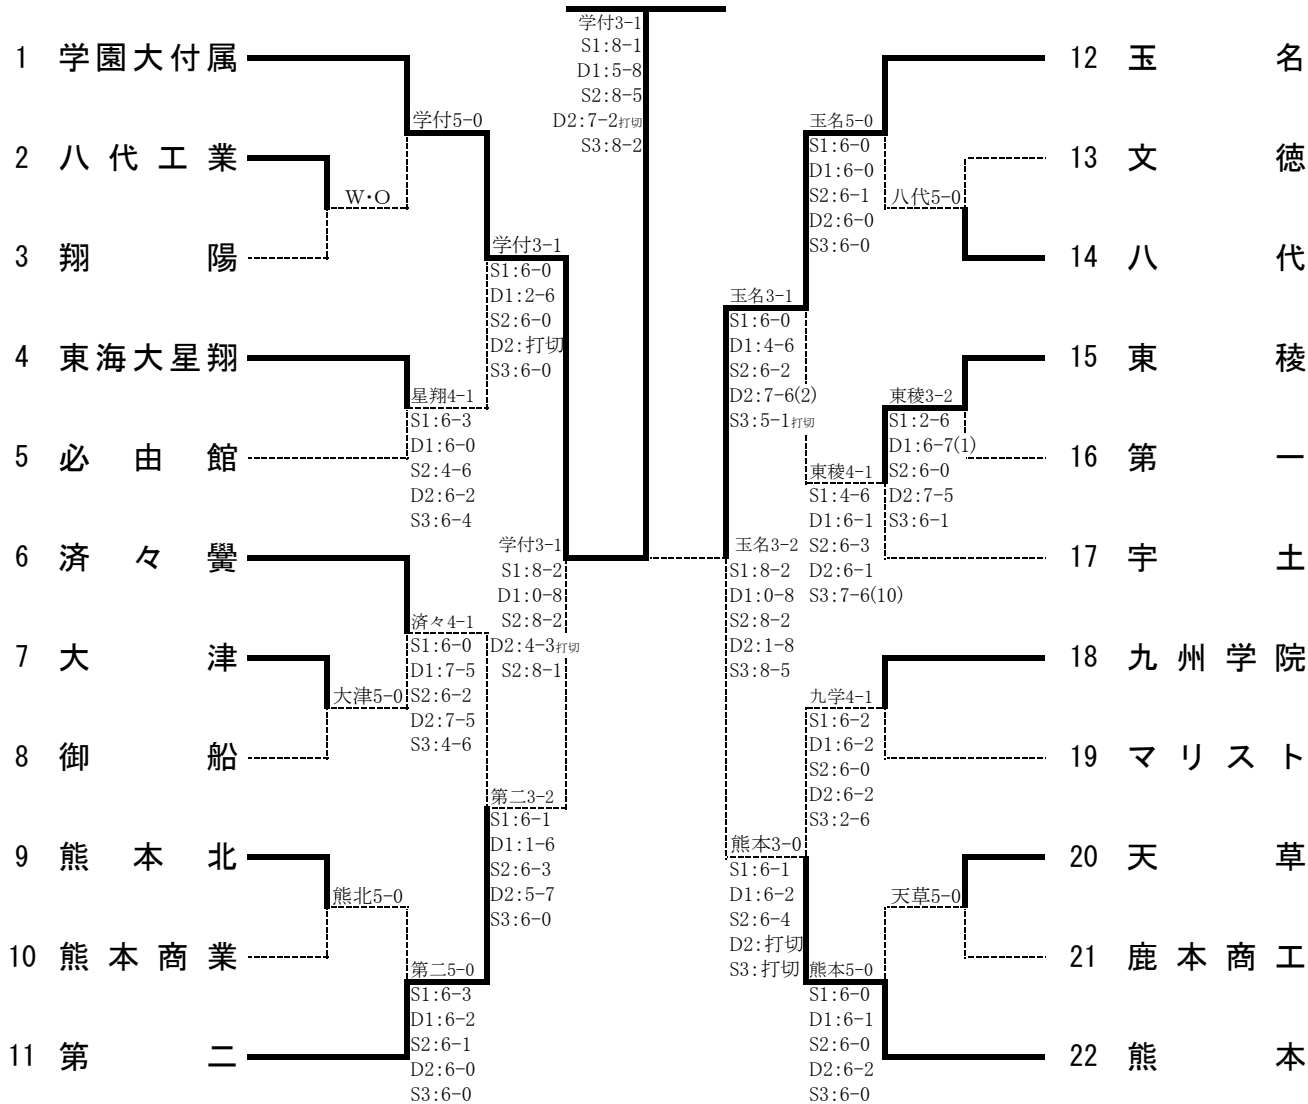 学付3-1
S1:8-1
D1:5-8
S2:8-5
D2:7-2打切
S3:8-2
1 学園大付属
2 八代工業
3 翔陽
4 東海大星翔
5 必由館
6 済々黌
7 大津
8 御船
9 熊本北
10 熊本商業
11 第二
学付5-0
W・O
学付3-1
S1:6-0
D1:2-6
S2:6-0
D2:打切
S3:6-0
星翔4-1
S1:6-3
D1:6-0
S2:4-6
D2:6-2
S3:6-4
学付3-1
S1:8-2
D1:0-8
S2:8-2
D2:4-3打切
S2:8-1
済々4-1
S1:6-0
D1:7-5
S2:6-2
D2:7-5
S3:4-6
大津5-0
第二3-2
S1:6-1
D1:1-6
S2:6-3
D2:5-7
S3:6-0
熊北5-0
第二5-0
S1:6-3
D1:6-2
S2:6-1
D2:6-0
S3:6-0
玉名5-0
S1:6-0
D1:6-0
S2:6-1
D2:6-0
S3:6-0
八代5-0
玉名3-1
S1:6-0
D1:4-6
S2:6-2
D2:7-6(2)
S3:5-1打切
東稜3-2
S1:2-6
D1:6-7(1)
S2:6-0
D2:7-5
S3:6-1
東稜4-1
S1:4-6
D1:6-1
S2:6-3
D2:6-1
S3:7-6(10)
玉名3-2
S1:8-2
D1:0-8
S2:8-2
D2:1-8
S3:8-5
九学4-1
S1:6-2
D1:6-2
S2:6-0
D2:6-2
S3:2-6
熊本3-0
S1:6-1
D1:6-2
S2:6-4
D2:打切
S3:打切
天草5-0
熊本5-0
S1:6-0
D1:6-1
S2:6-0
D2:6-2
S3:6-0
12 玉名
13 文徳
14 八代
15 東稜
16 第一
17 宇土
18 九州学院
19 マリスト
20 天草
21 鹿本商工
22 熊本